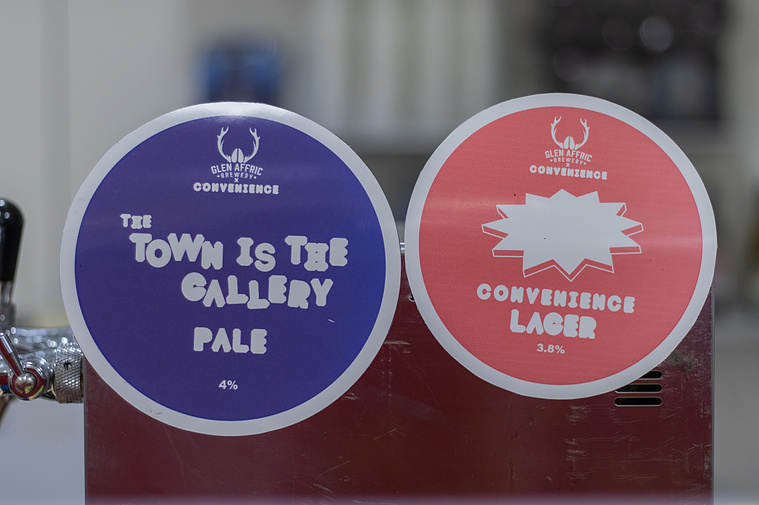 GLEN AFFRIC
BREWERY
X
CONVENIENCE
THE
TOWN IS THE
GALLERY
PALE
4%
GLEN AFFRIC
BREWERY
X
CONVENIENCE
CONVENIENCE
LAGER
3.8%